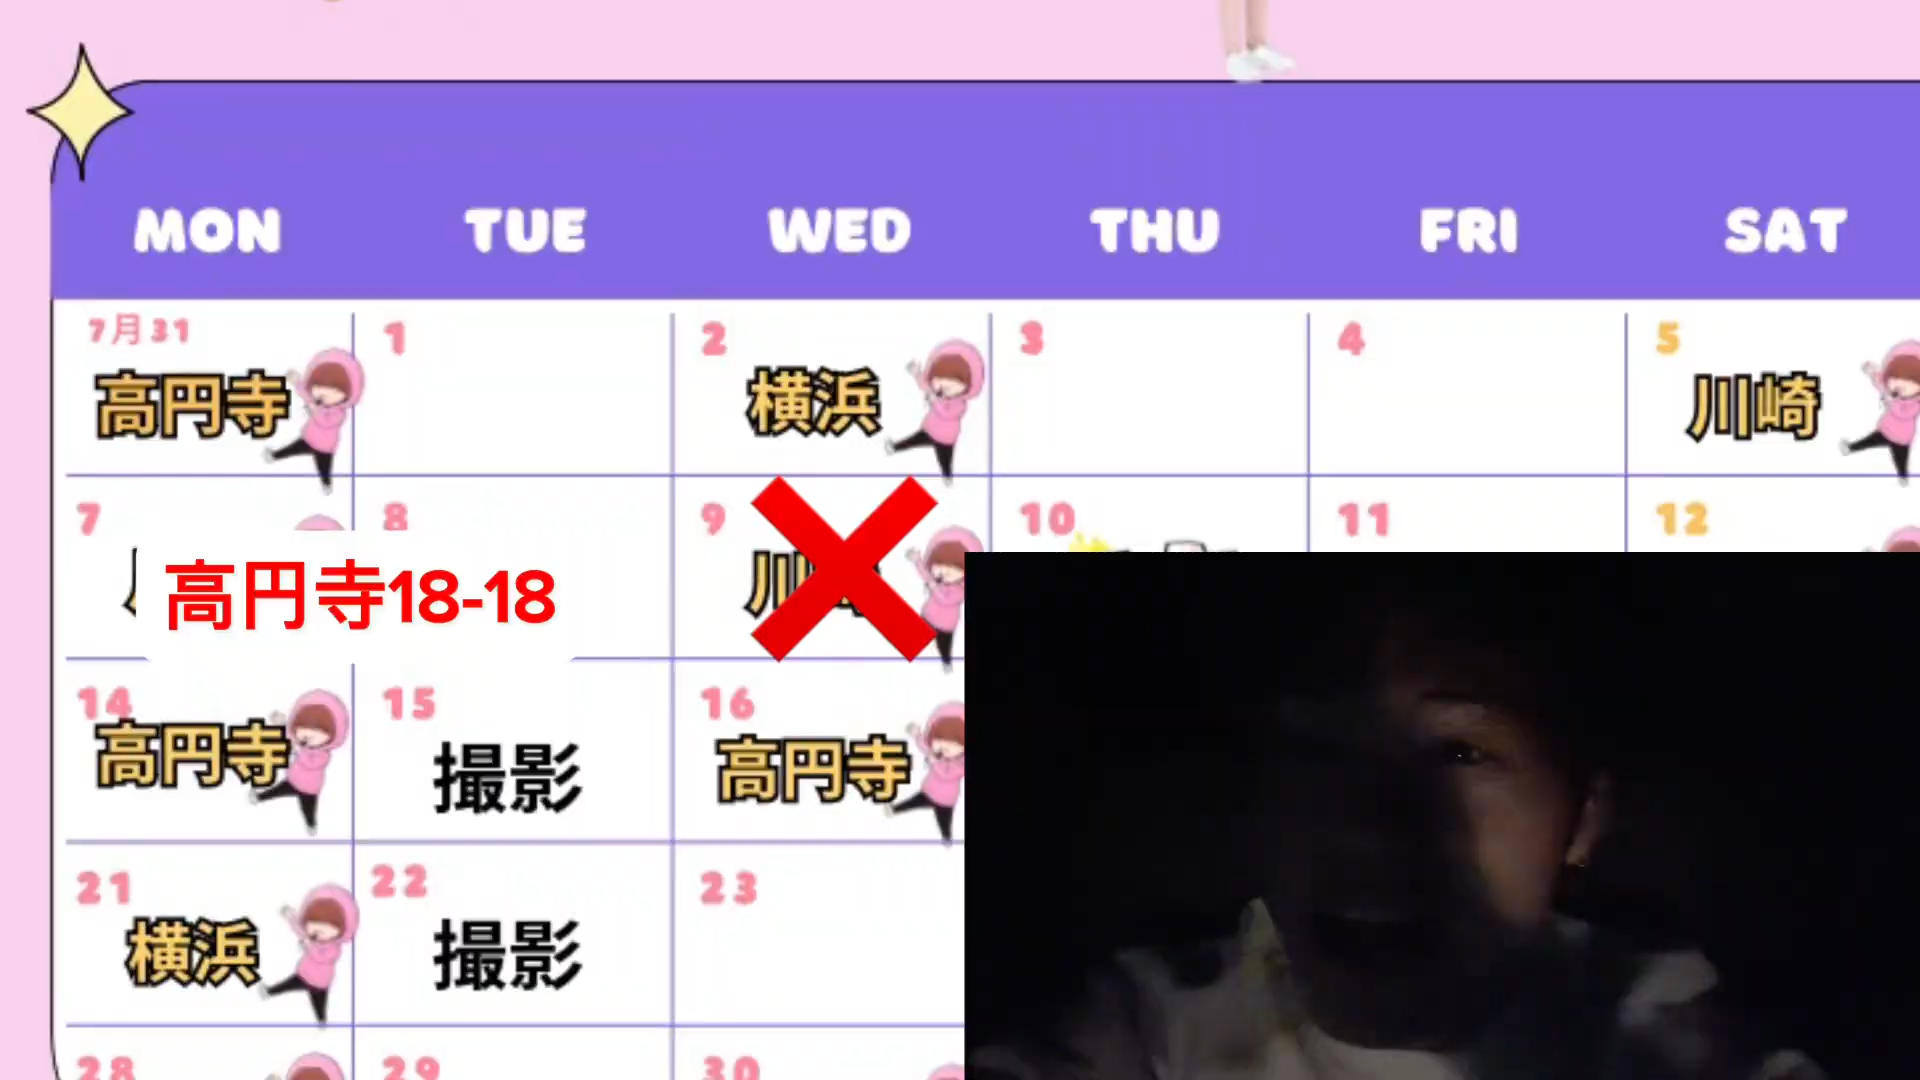 MON TUE WED THU FRI SAT
7月31 1 2 3 4 5
高円寺 横浜 川崎
7 8 9 10 11 12
高円寺18-18 川
14 15 16
高円寺 撮影 高円寺
21 22 23
横浜 撮影
28 29 30